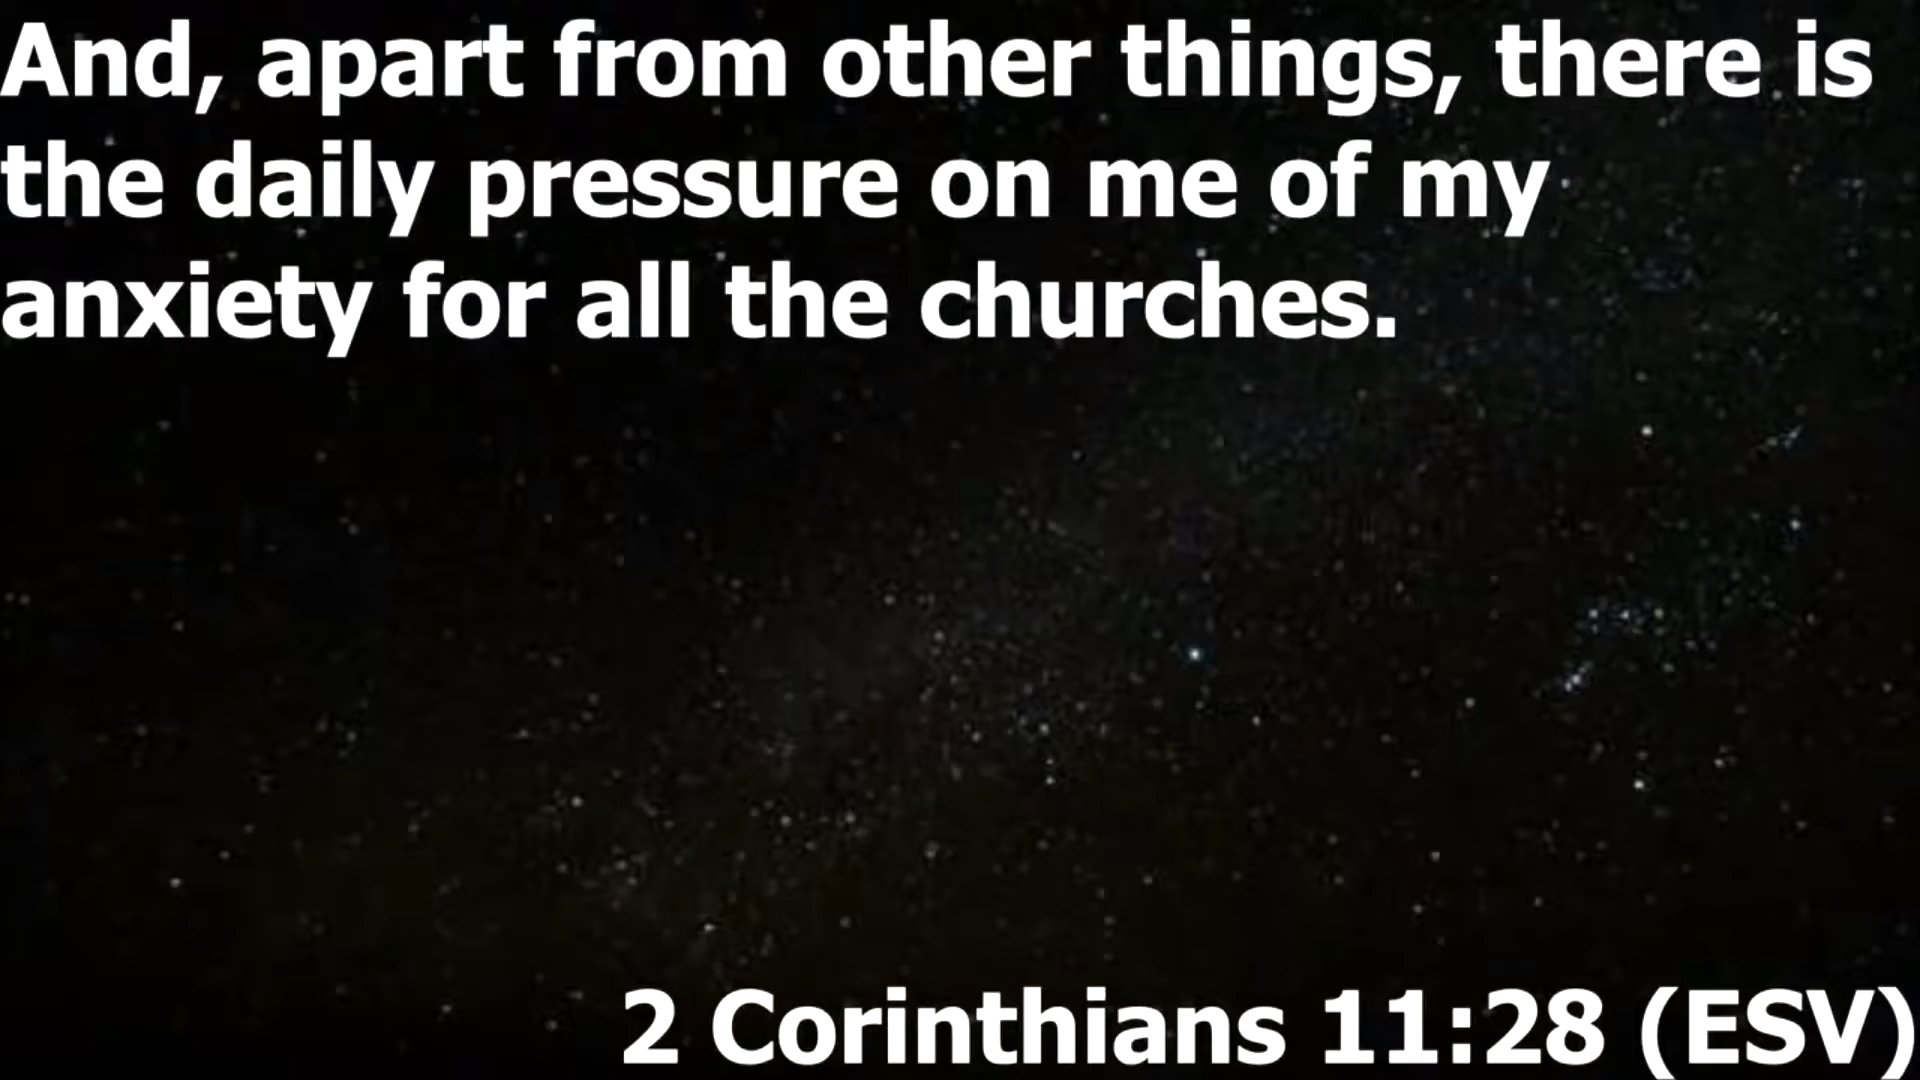 And, apart from other things, there is
the daily pressure on me of my
anxiety for all the churches.
2 Corinthians 11:28 (ESV)